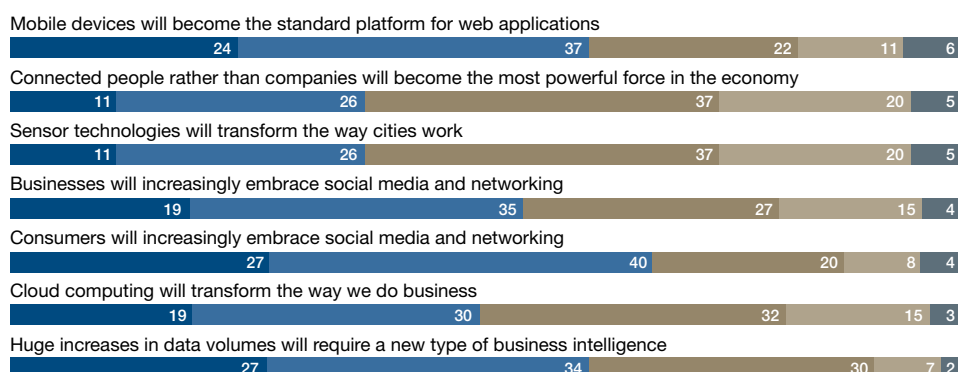 Mobile devices will become the standard platform for web applications
24 37 22 11 6
Connected people rather than companies will become the most powerful force in the economy
11 26 37 20 5
Sensor technologies will transform the way cities work
11 26 37 20 5
Businesses will increasingly embrace social media and networking
19 35 27 15 4
Consumers will increasingly embrace social media and networking
27 40 20 8 4
Cloud computing will transform the way we do business
19 30 32 15 3
Huge increases in data volumes will require a new type of business intelligence
27 34 30 7 2